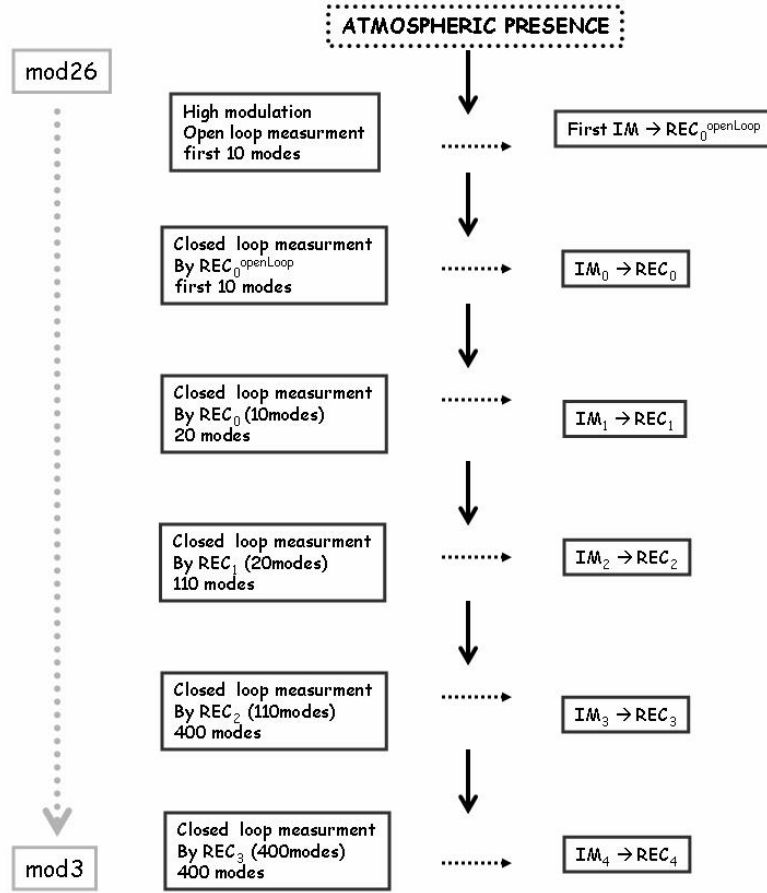 ATMOSPHERIC PRESENCE
mod26
High modulation
Open loop measurment
first 10 modes
First IM → REC₀ᵒᵖᵉⁿᴸᵒᵒᵖ
Closed loop measurment
By REC₀ᵒᵖᵉⁿᴸᵒᵒᵖ
first 10 modes
IM₀ → REC₀
Closed loop measurment
By REC₀ (10modes)
20 modes
IM₁ → REC₁
Closed loop measurment
By REC₁ (20modes)
110 modes
IM₂ → REC₂
Closed loop measurment
By REC₂ (110modes)
400 modes
IM₃ → REC₃
Closed loop measurment
By REC₃ (400modes)
400 modes
IM₄ → REC₄
mod3